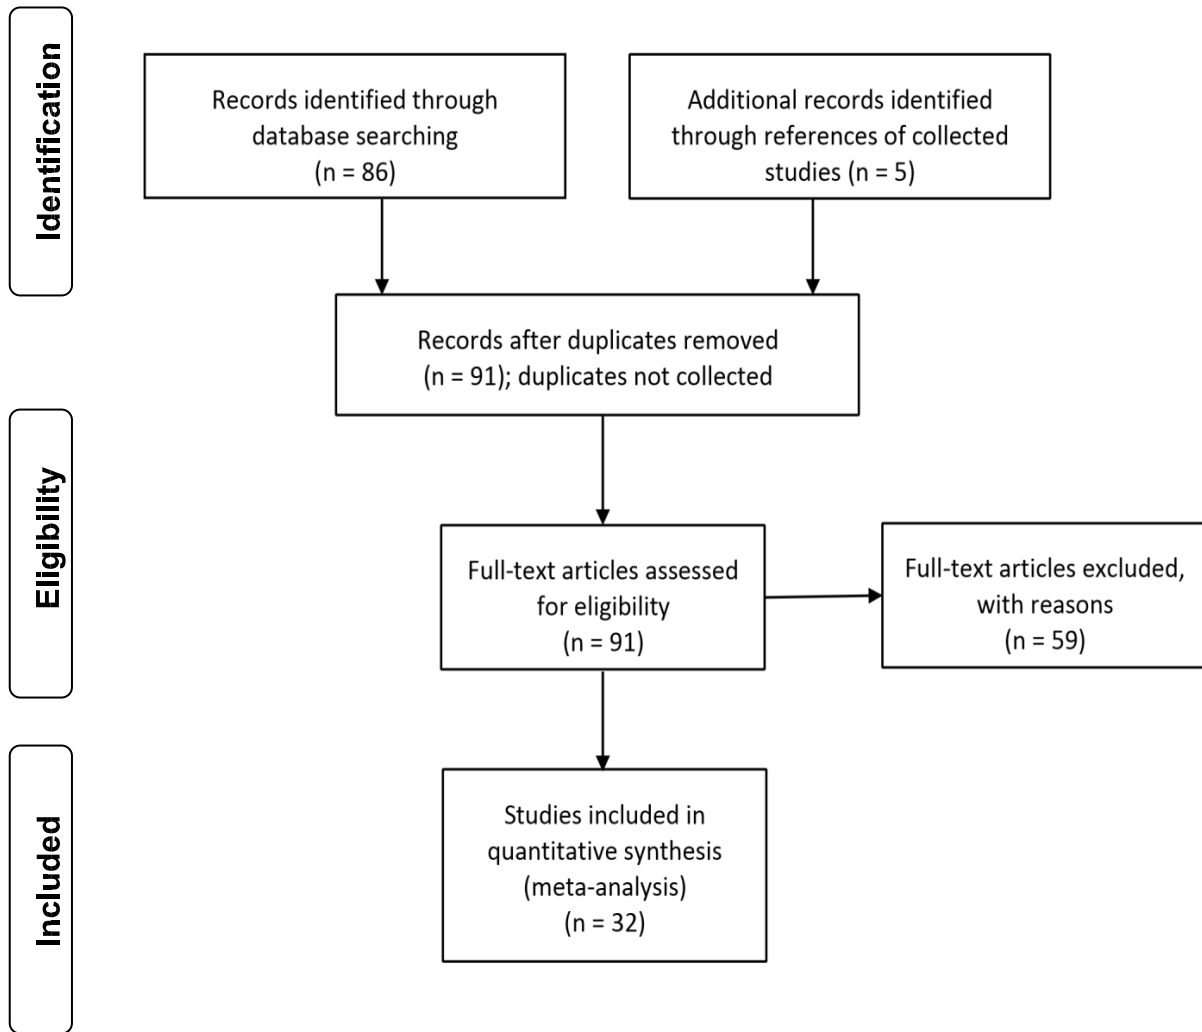 Identification
Records identified through
database searching
(n = 86)
Additional records identified
through references of collected
studies (n = 5)
Records after duplicates removed
(n = 91); duplicates not collected
Eligibility
Full-text articles assessed
for eligibility
(n = 91)
Full-text articles excluded,
with reasons
(n = 59)
Included
Studies included in
quantitative synthesis
(meta-analysis)
(n = 32)